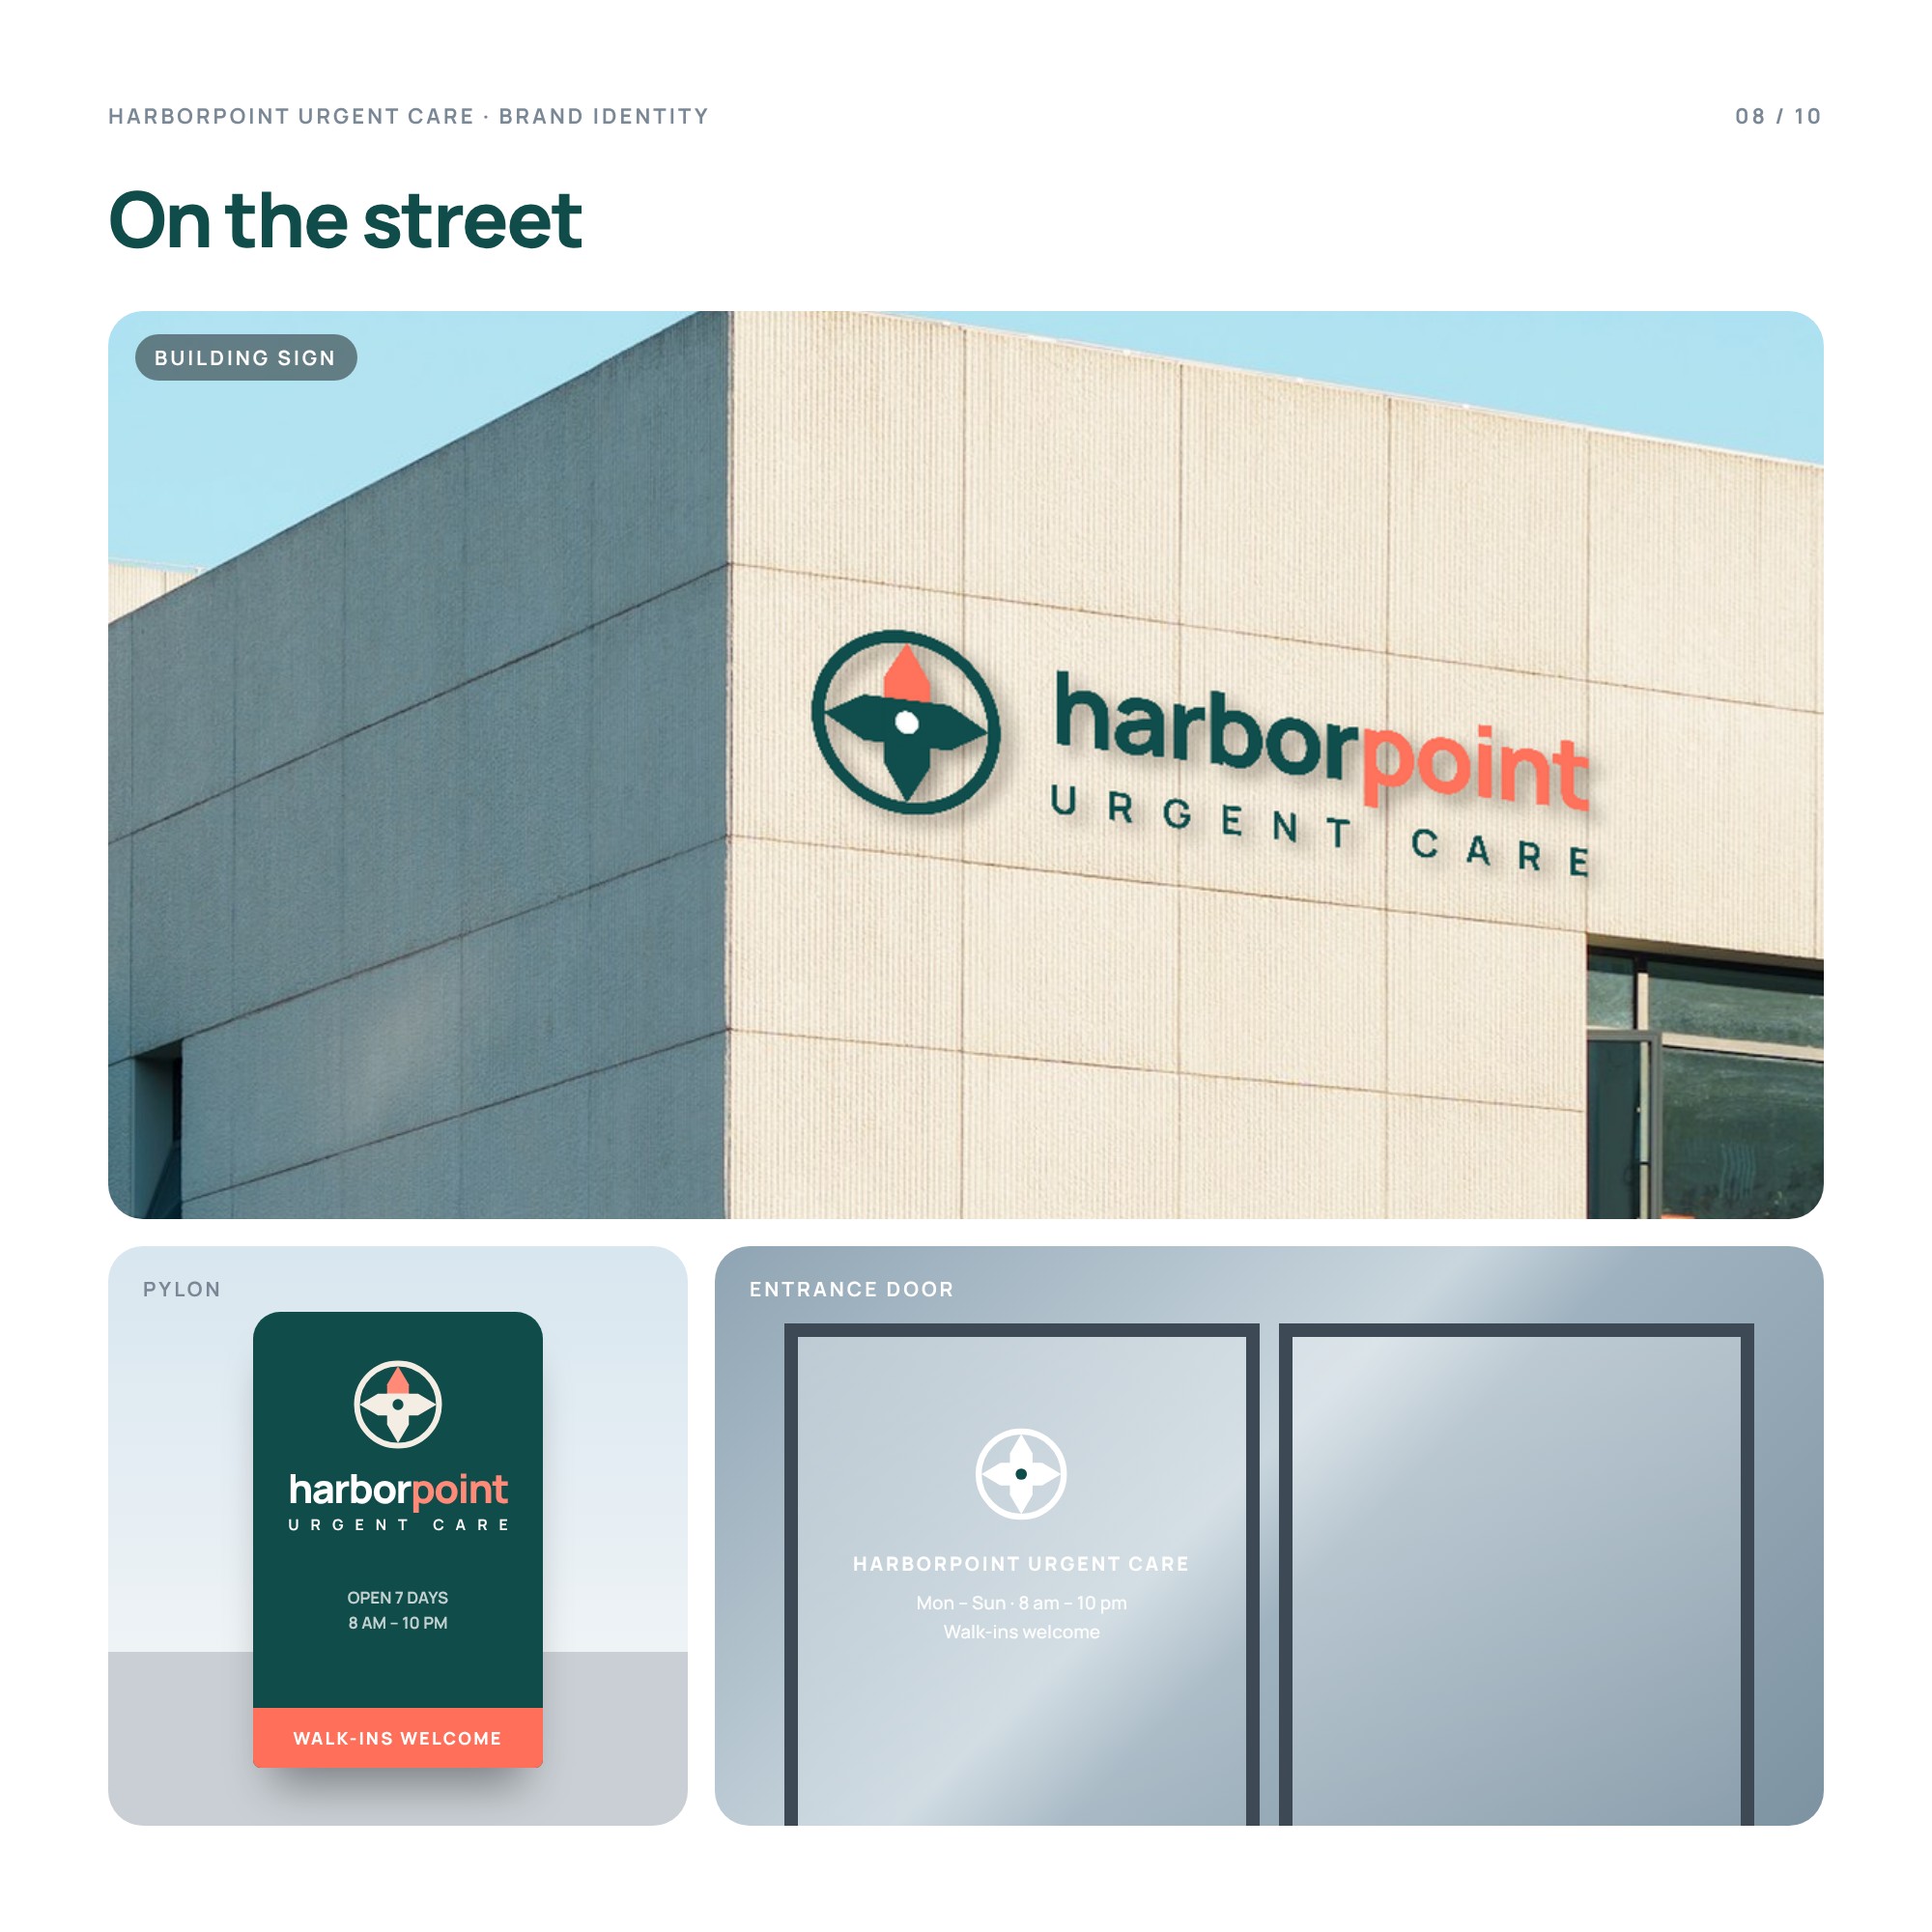 HARBORPOINT URGENT CARE · BRAND IDENTITY
08 / 10
On the street
BUILDING SIGN
harborpoint
URGENT CARE
PYLON
harborpoint
URGENT CARE
OPEN 7 DAYS
8 AM – 10 PM
WALK-INS WELCOME
ENTRANCE DOOR
HARBORPOINT URGENT CARE
Mon – Sun · 8 am – 10 pm
Walk-ins welcome